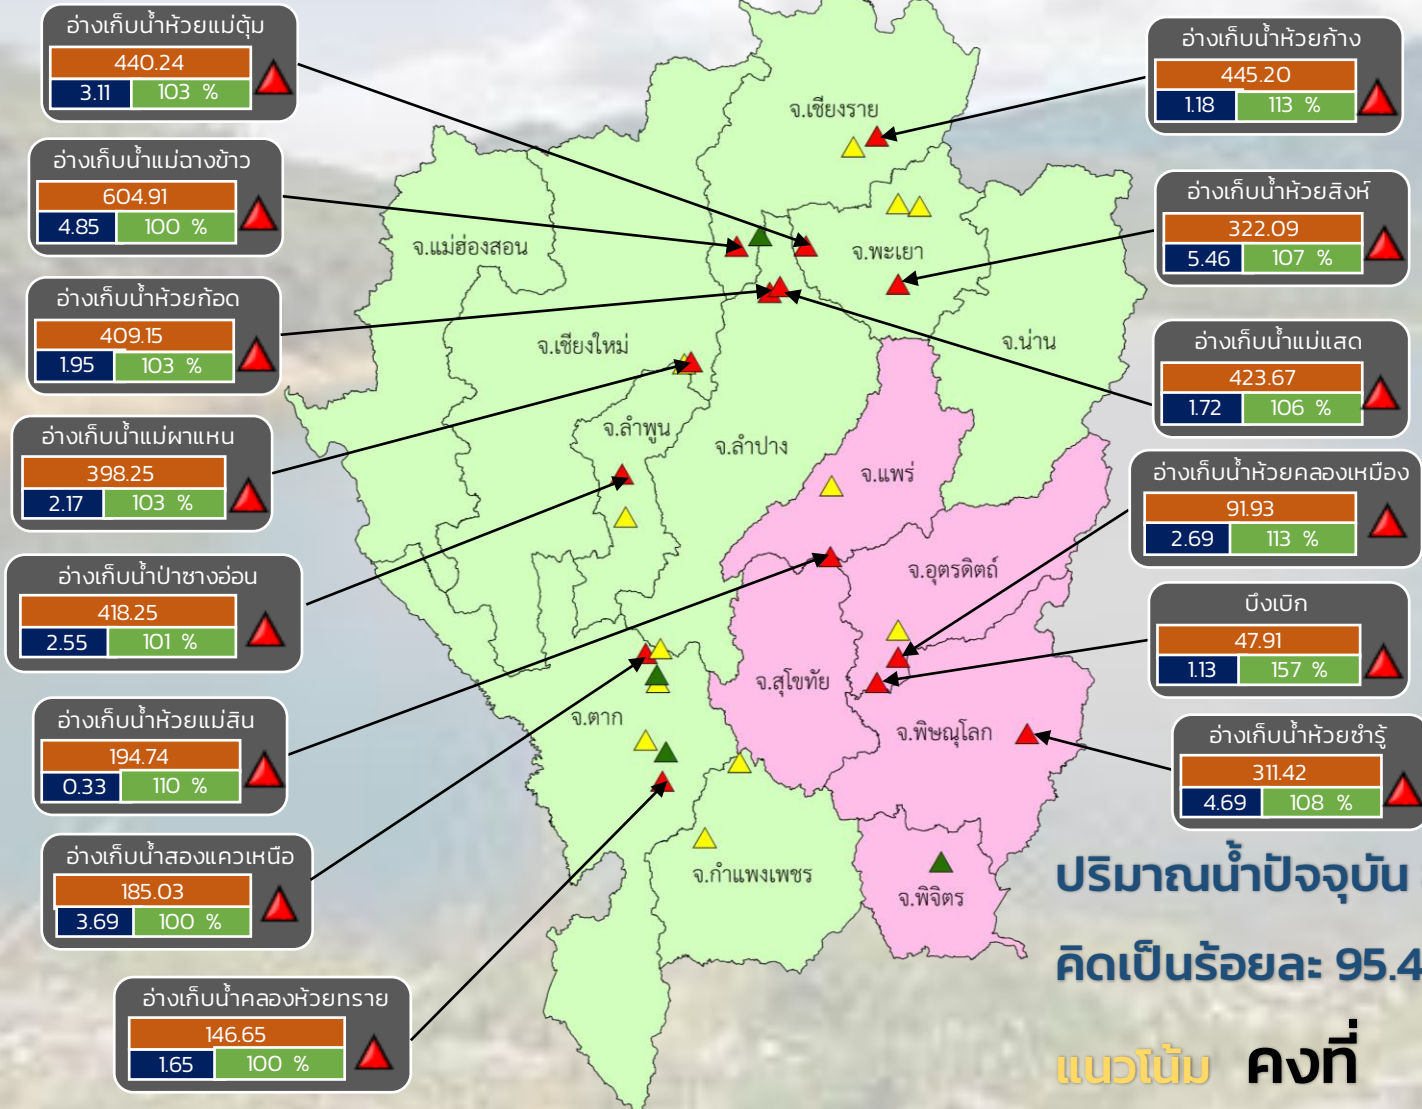 อ่างเก็บน้ำห้วยแม่ตุ้ม
440.24
3.11 103 %
อ่างเก็บน้ำแม่ฉางข้าว
604.91
4.85 100 %
อ่างเก็บน้ำห้วยก้อด
409.15
1.95 103 %
อ่างเก็บน้ำแม่ผาแหน
398.25
2.17 103 %
อ่างเก็บน้ำป่าซางอ่อน
418.25
2.55 101 %
อ่างเก็บน้ำห้วยแม่สิน
194.74
0.33 110 %
อ่างเก็บน้ำสองแควเหนือ
185.03
3.69 100 %
อ่างเก็บน้ำคลองห้วยทราย
146.65
1.65 100 %
จ.เชียงราย
จ.แม่ฮ่องสอน
จ.พะเยา
จ.เชียงใหม่
จ.น่าน
จ.ลำพูน
จ.ลำปาง
จ.แพร่
จ.อุตรดิตถ์
จ.สุโขทัย
จ.ตาก
จ.พิษณุโลก
จ.กำแพงเพชร
จ.พิจิตร
อ่างเก็บน้ำห้วยก้าง
445.20
1.18 113 %
อ่างเก็บน้ำห้วยสิงห์
322.09
5.46 107 %
อ่างเก็บน้ำแม่แสด
423.67
1.72 106 %
อ่างเก็บน้ำห้วยคลองเหมือง
91.93
2.69 113 %
บึงเบิก
47.91
1.13 157 %
อ่างเก็บน้ำห้วยซำรู้
311.42
4.69 108 %
ปริมาณน้ำปัจจุบัน
คิดเป็นร้อยละ 95.4
แนวโน้ม คงที่